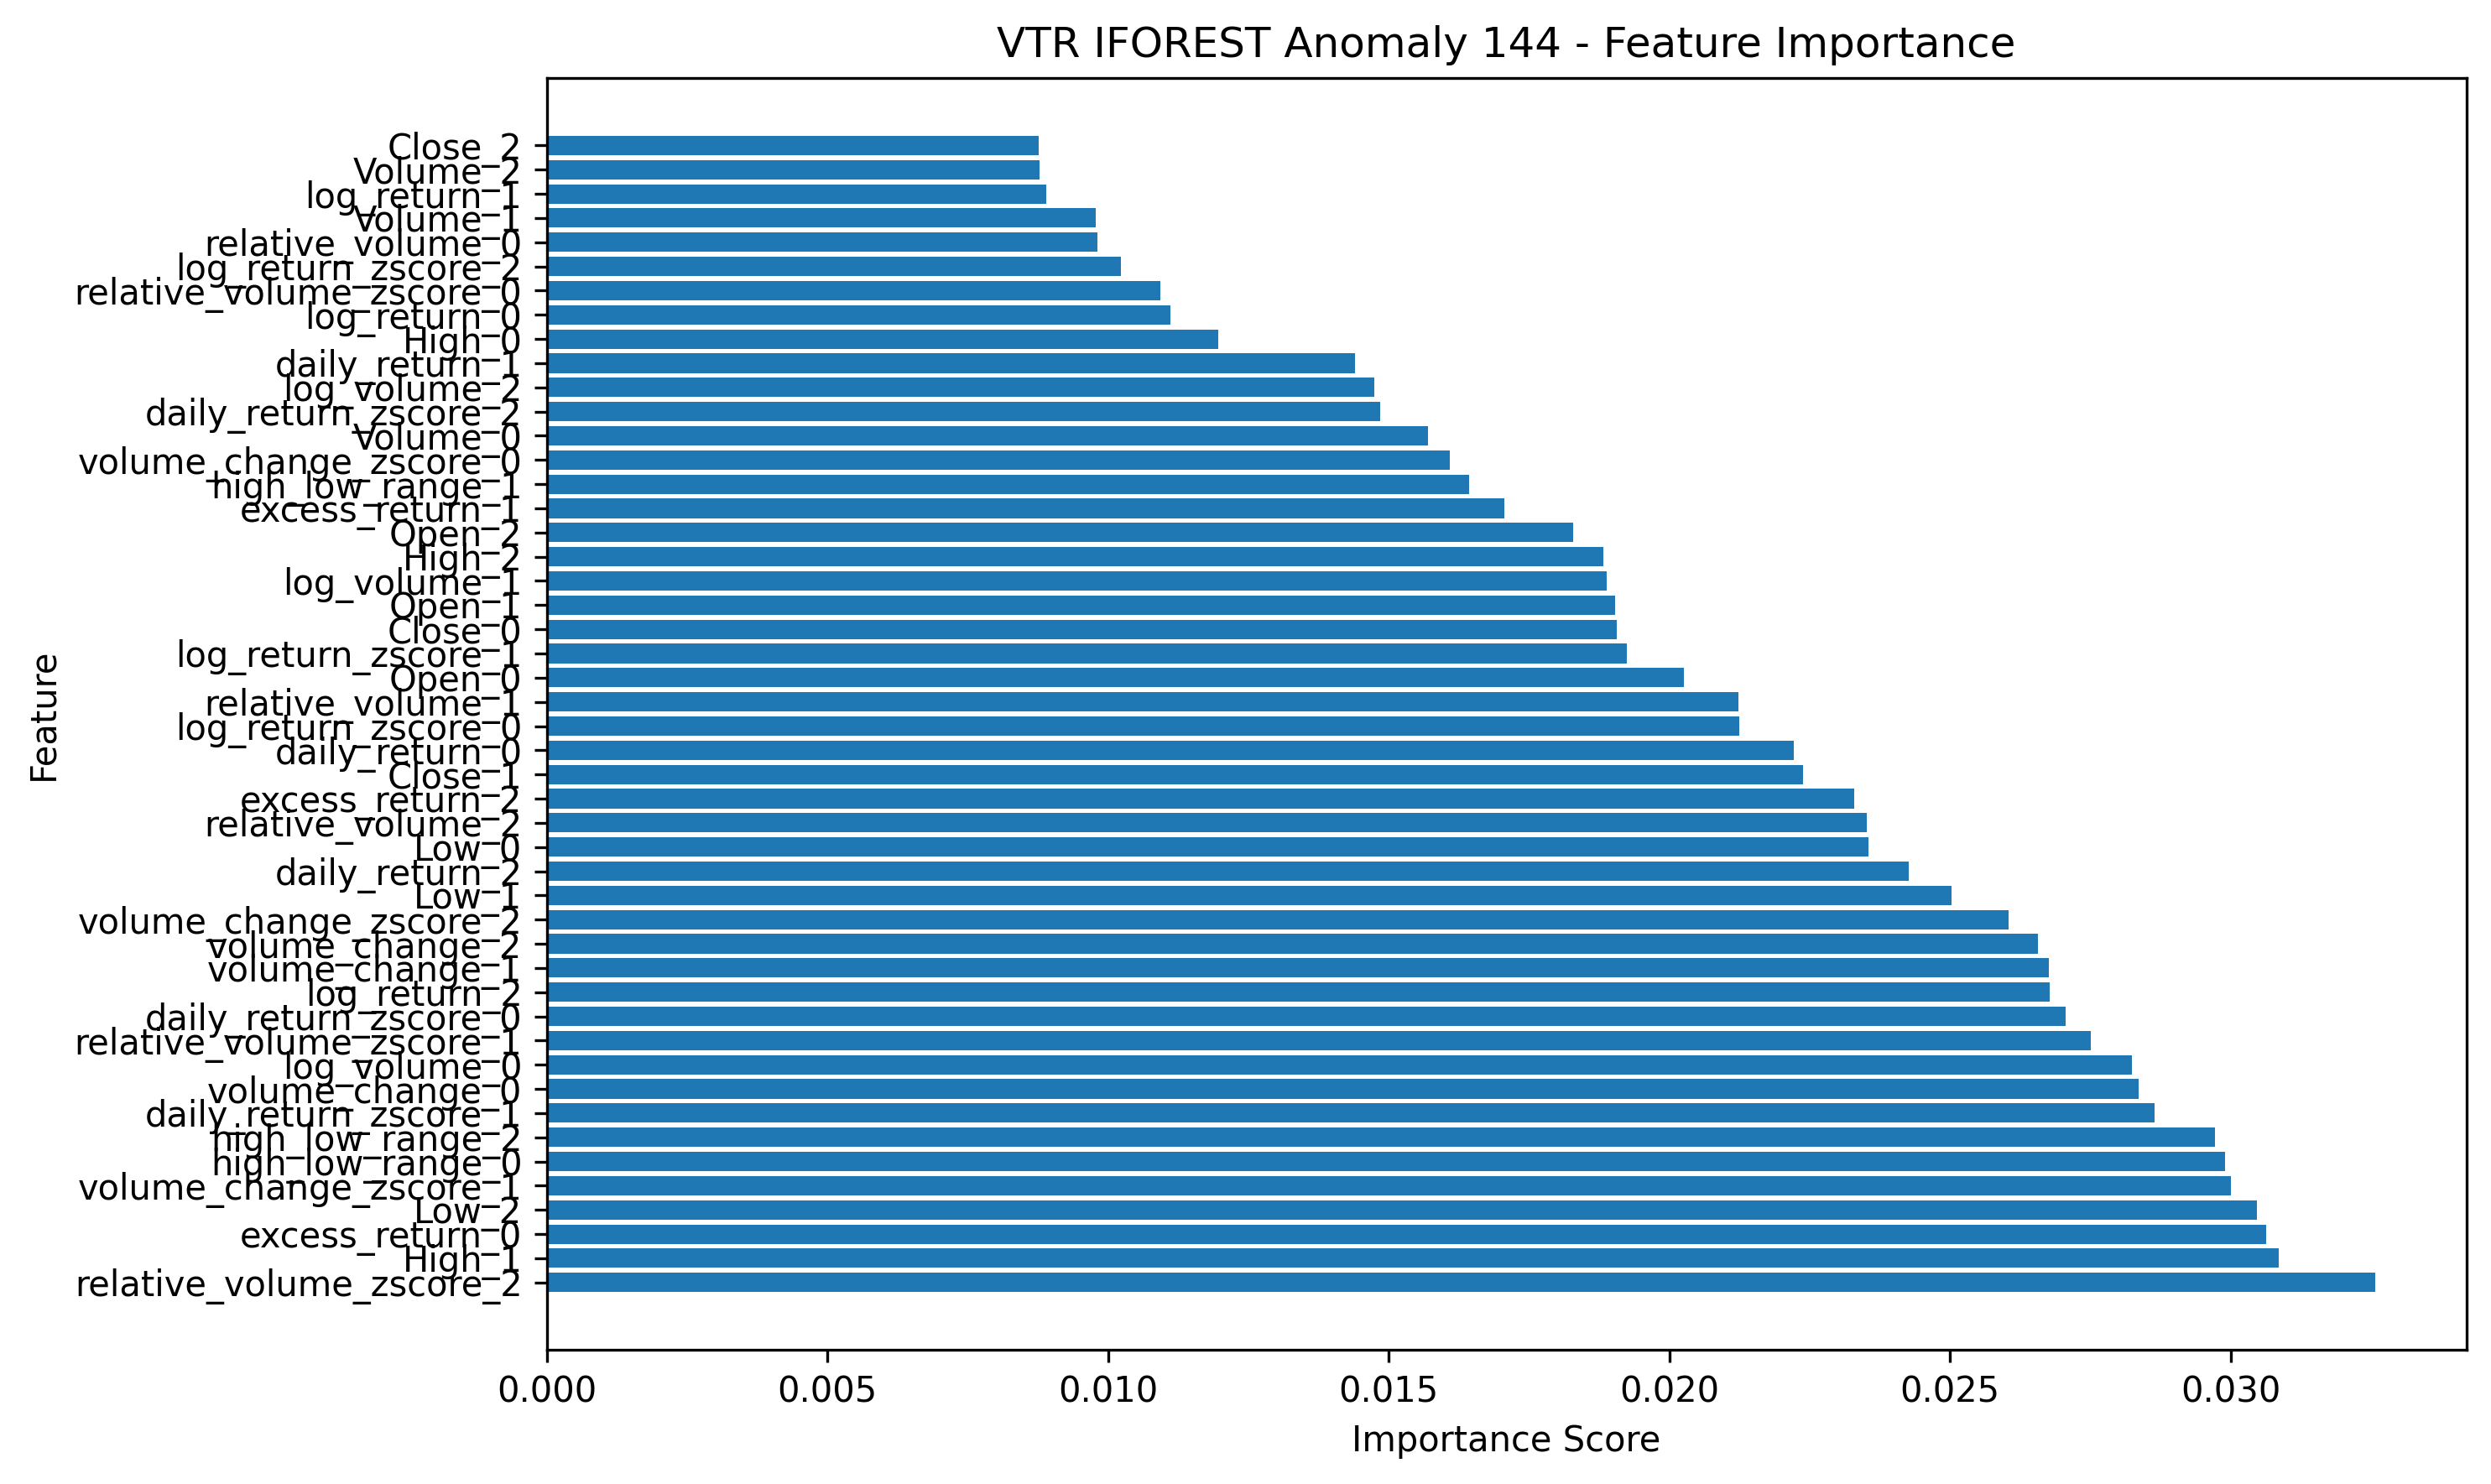 VTR IFOREST Anomaly 144 - Feature Importance
Close_2
Volume_2
log_return_1
Volume_1
relative_volume_0
log_return_zscore_2
relative_volume_zscore_0
log_return_0
High_0
daily_return_1
log_volume_2
daily_return_zscore_2
Volume_0
volume_change_zscore_0
high_low_range_1
excess_return_1
Open_2
High_2
log_volume_1
Open_1
Close_0
log_return_zscore_1
Open_0
relative_volume_1
log_return_zscore_0
daily_return_0
Close_1
excess_return_2
relative_volume_2
Low_0
daily_return_2
Low_1
volume_change_zscore_2
volume_change_2
volume_change_1
log_return_2
daily_return_zscore_0
relative_volume_zscore_1
log_volume_0
volume_change_0
daily_return_zscore_1
high_low_range_2
high_low_range_0
volume_change_zscore_1
Low_2
excess_return_0
High_1
relative_volume_zscore_2
Feature
0.000 0.005 0.010 0.015 0.020 0.025 0.030
Importance Score